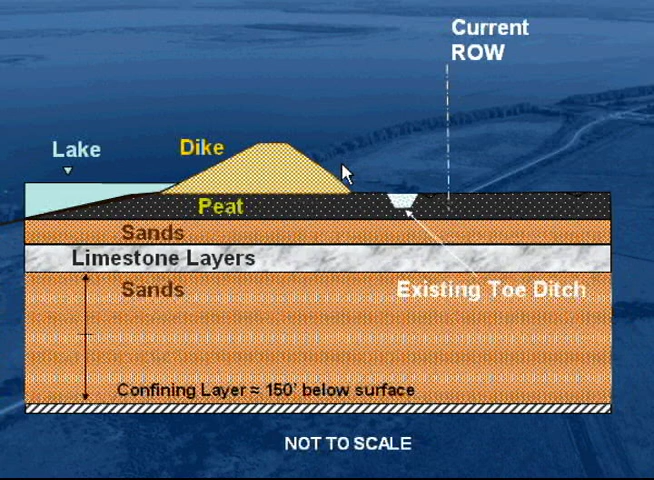 Current
ROW
Lake
Dike
Peat
Sands
Limestone Layers
Sands
Existing Toe Ditch
Confining Layer ≈ 150' below surface
NOT TO SCALE